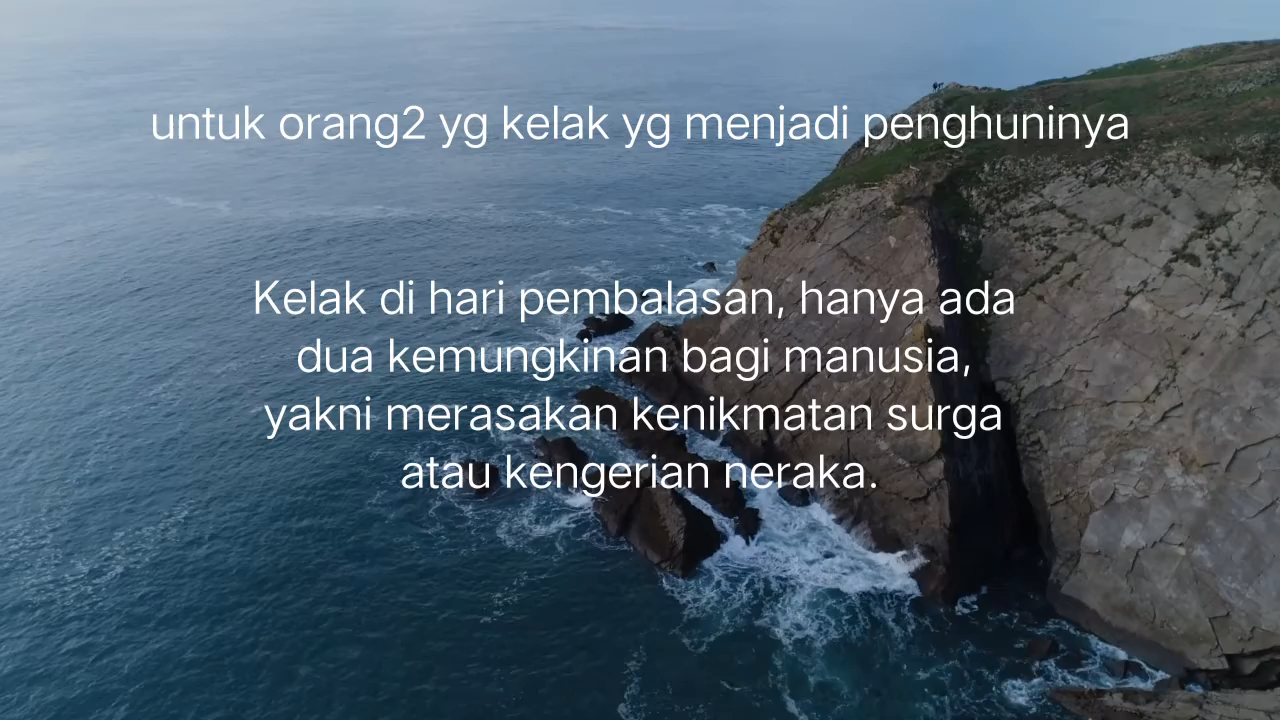 untuk orang2 yg kelak yg menjadi penghuninya
Kelak di hari pembalasan, hanya ada
dua kemungkinan bagi manusia,
yakni merasakan kenikmatan surga
atau kengerian neraka.